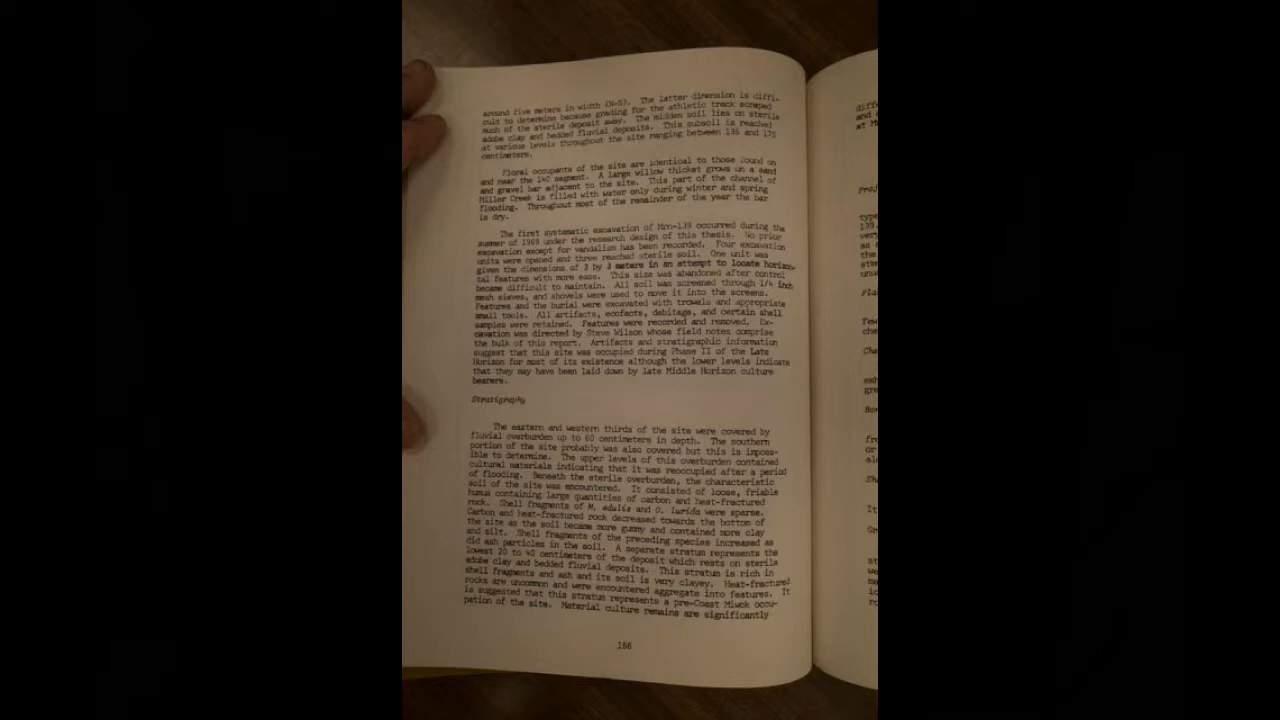 around five meters in width (N-S). The latter dimension is diffi-
cult to determine because grading for the athletic track scraped
much of the sterile deposit away. The midden soil lies on sterile
adobe clay and bedded fluvial deposits. This subsoil is reached
at various levels throughout the site ranging between 135 and 170
centimeters.
Floral occupants of the site are identical to those found on
and near the 140 segment. A large willow thicket grows on a sand
and gravel bar adjacent to the site. This part of the channel of
Miller Creek is filled with water only during winter and spring
flooding. Throughout most of the remainder of the year the bar
is dry.
The first systematic excavation of Mrn-139 occurred during the
summer of 1969 under the research design of this thesis. No prior
excavation except for vandalism has been recorded. Four excavation
units were opened and three reached sterile soil. One unit was
given the dimensions of 3 by 3 meters in an attempt to locate horizon-
tal features with more ease. This size was abandoned after control
became difficult to maintain. All soil was screened through 1/4 inch
mesh sieves, and shovels were used to move it into the screens.
Features and the burial were excavated with trowels and appropriate
small tools. All artifacts, ecofacts, debitage, and certain shell
samples were retained. Features were recorded and removed. Ex-
cavation was directed by Steve Wilson whose field notes comprise
the bulk of this report. Artifacts and stratigraphic information
suggest that this site was occupied during Phase II of the Late
Horizon for most of its existence although the lower levels indicate
that they may have been laid down by Late Middle Horizon culture
bearers.
Stratigraphy
The eastern and western thirds of the site were covered by
fluvial overburden up to 60 centimeters in depth. The southern
portion of the site probably was also covered but this is imposs-
ible to determine. The upper levels of this overburden contained
cultural materials indicating that it was reoccupied after a period
of flooding. Beneath the sterile overburden, the characteristic
soil of the site was encountered. It consisted of loose, friable
humus containing large quantities of carbon and heat-fractured
rock. Shell fragments of M. edulis and O. lurida were sparse.
Carbon and heat-fractured rock decreased towards the bottom of
the site as the soil became more gummy and contained more clay
and silt. Shell fragments of the preceding species increased as
did ash particles in the soil. A separate stratum represents the
lowest 20 to 40 centimeters of the deposit which rests on sterile
adobe clay and bedded fluvial deposits. This stratum is rich in
shell fragments and ash and its soil is very clayey. Heat-fractured
rocks are uncommon and were encountered aggregate into features. It
is suggested that this stratum represents a pre-Coast Miwok occu-
pation of the site. Material culture remains are significantly
186